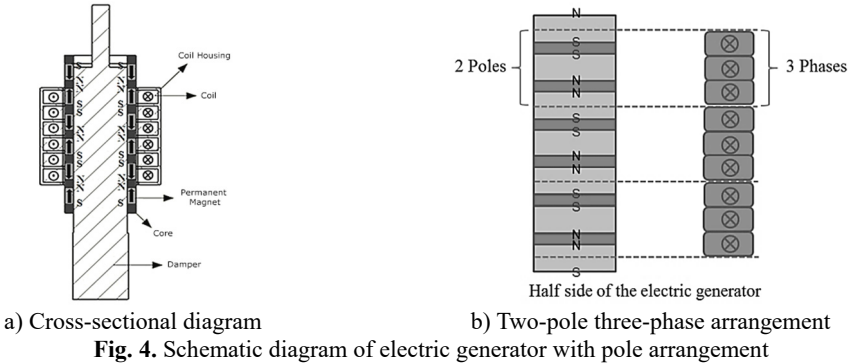 Coil Housing
Coil
Permanent
Magnet
Core
Damper
S
N
N
S
S
N
N
S
S
N
N
S
S
N
N
S
S
N
N
S
S
N
N
S
N
S
S
N
N
S
S
N
N
S
S
N
N
S
2 Poles
3 Phases
Half side of the electric generator
a) Cross-sectional diagram
b) Two-pole three-phase arrangement
Fig. 4. Schematic diagram of electric generator with pole arrangement